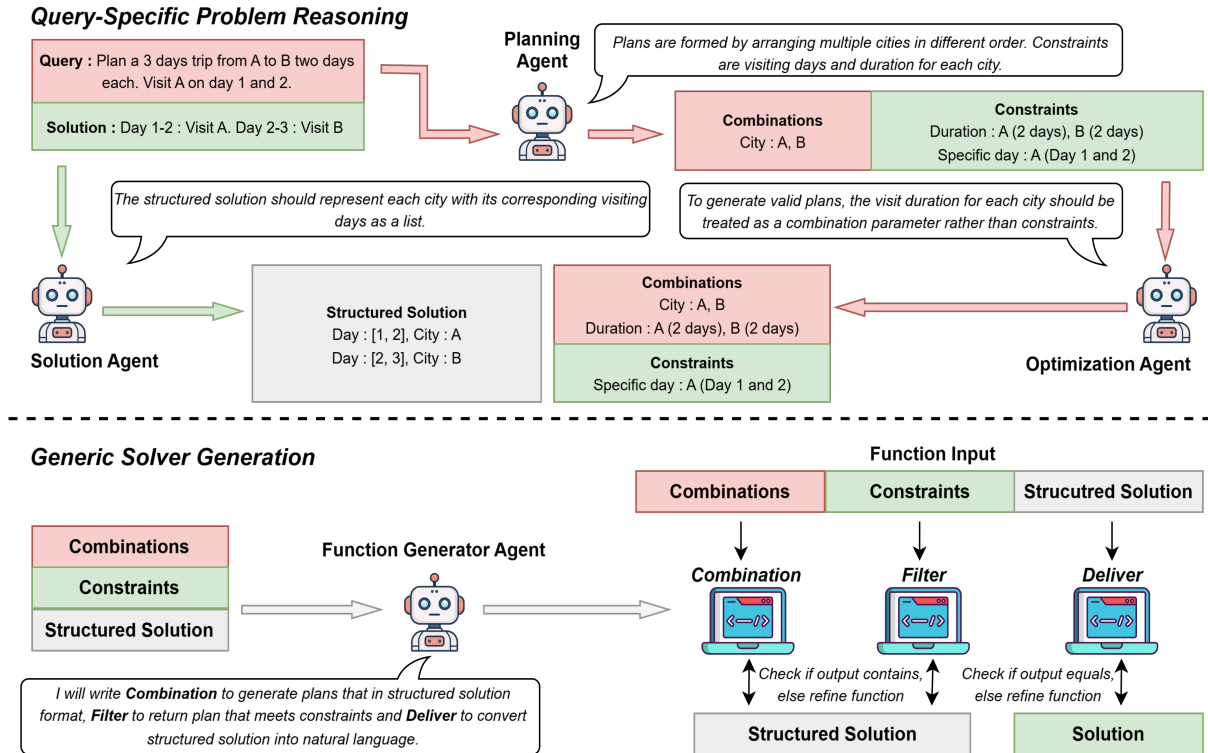 Query-Specific Problem Reasoning
Query : Plan a 3 days trip from A to B two days
each. Visit A on day 1 and 2.
Solution : Day 1-2 : Visit A. Day 2-3 : Visit B
Planning
Agent
Plans are formed by arranging multiple cities in different order. Constraints
are visiting days and duration for each city.
Combinations
City : A, B
Constraints
Duration : A (2 days), B (2 days)
Specific day : A (Day 1 and 2)
The structured solution should represent each city with its corresponding visiting
days as a list.
To generate valid plans, the visit duration for each city should be
treated as a combination parameter rather than constraints.
Solution Agent
Structured Solution
Day : [1, 2], City : A
Day : [2, 3], City : B
Combinations
City : A, B
Duration : A (2 days), B (2 days)
Constraints
Specific day : A (Day 1 and 2)
Optimization Agent
Generic Solver Generation
Combinations
Constraints
Structured Solution
Function Generator Agent
I will write Combination to generate plans that in structured solution
format, Filter to return plan that meets constraints and Deliver to convert
structured solution into natural language.
Function Input
Combinations
Constraints
Strucutred Solution
Combination
Filter
Deliver
Check if output contains,
else refine function
Check if output equals,
else refine function
Structured Solution
Solution